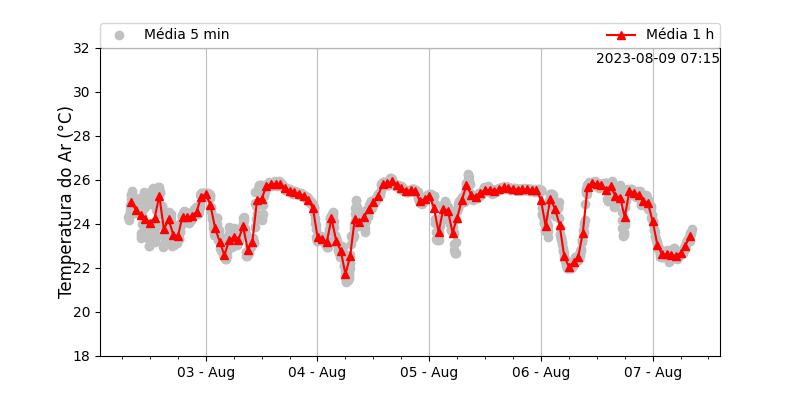 Média 5 min
Média 1 h
2023-08-09 07:15
Temperatura do Ar (°C)
32
30
28
26
24
22
20
18
03 - Aug
04 - Aug
05 - Aug
06 - Aug
07 - Aug